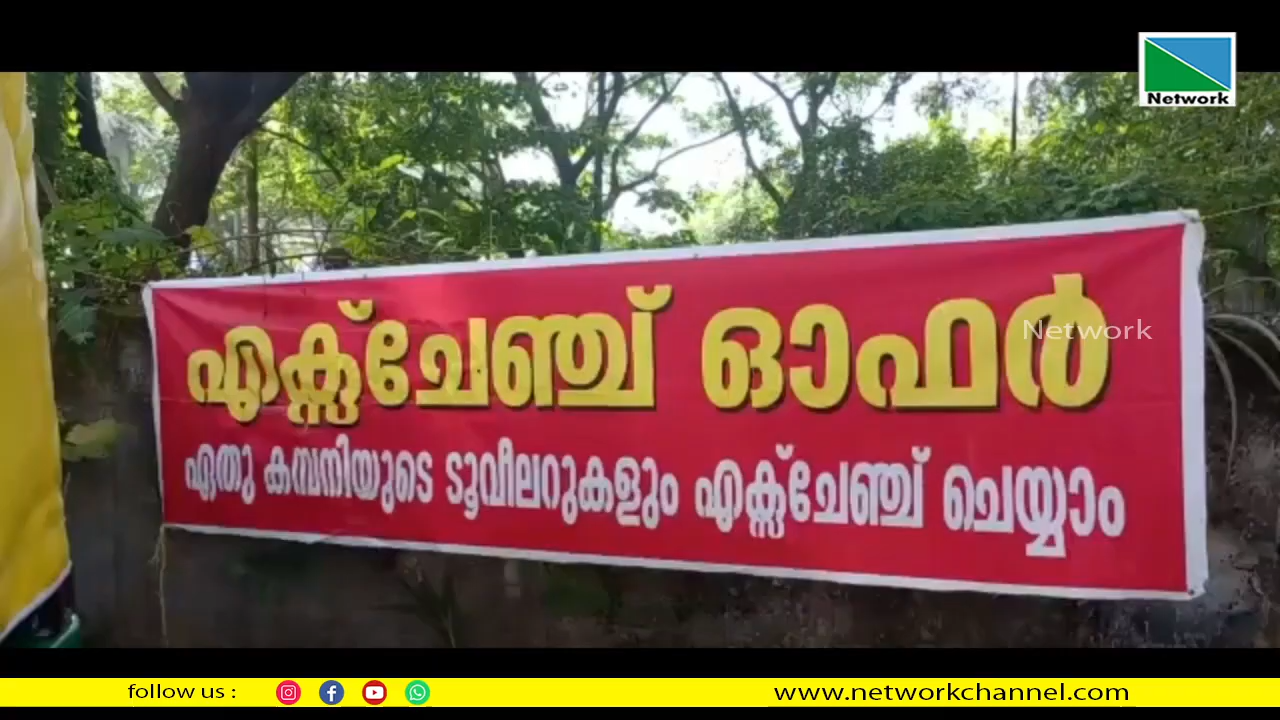 Network
എക്സ്ചേഞ്ച് ഓഫർ
Network
ഏതു കമ്പനിയുടെ ടൂവീലറുകളും എക്സ്ചേഞ്ച് ചെയ്യാം
follow us :
www.networkchannel.com